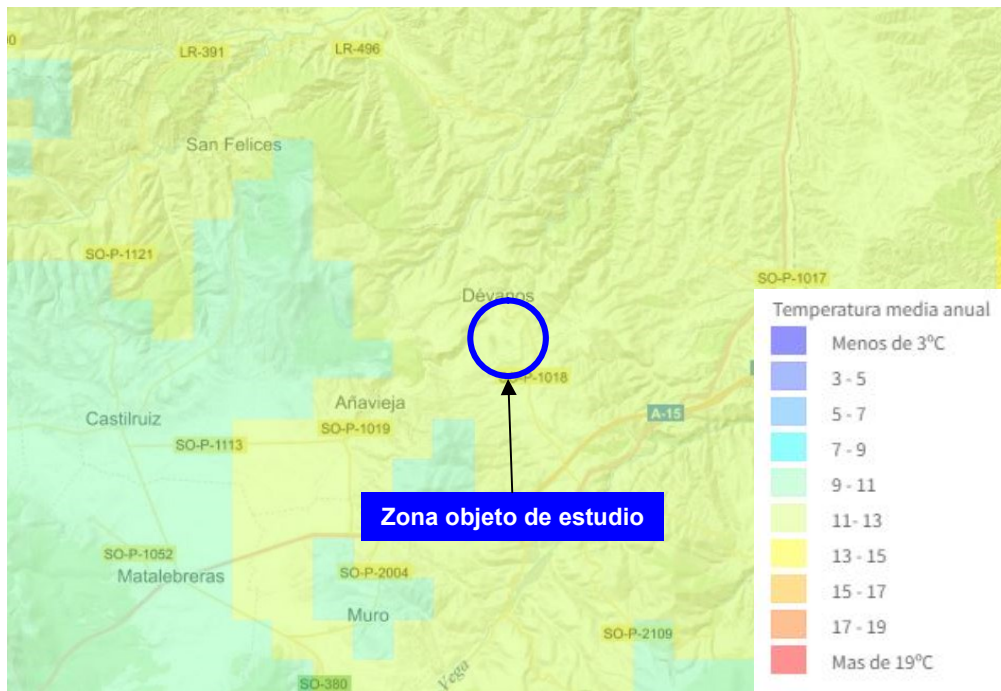 00
LR-391
LR-496
San Felices
SO-P-1121
SO-P-1017
Dévanos
SO-P-1018
Añavieja
A-15
Castilruiz
SO-P-1019
SO-P-1113
Zona objeto de estudio
SO-P-1052
Matalebreras
SO-P-2004
Muro
SO-P-2109
Vega
SO-380
Temperatura media anual
Menos de 3ºC
3 - 5
5 - 7
7 - 9
9 - 11
11- 13
13 - 15
15 - 17
17 - 19
Mas de 19ºC